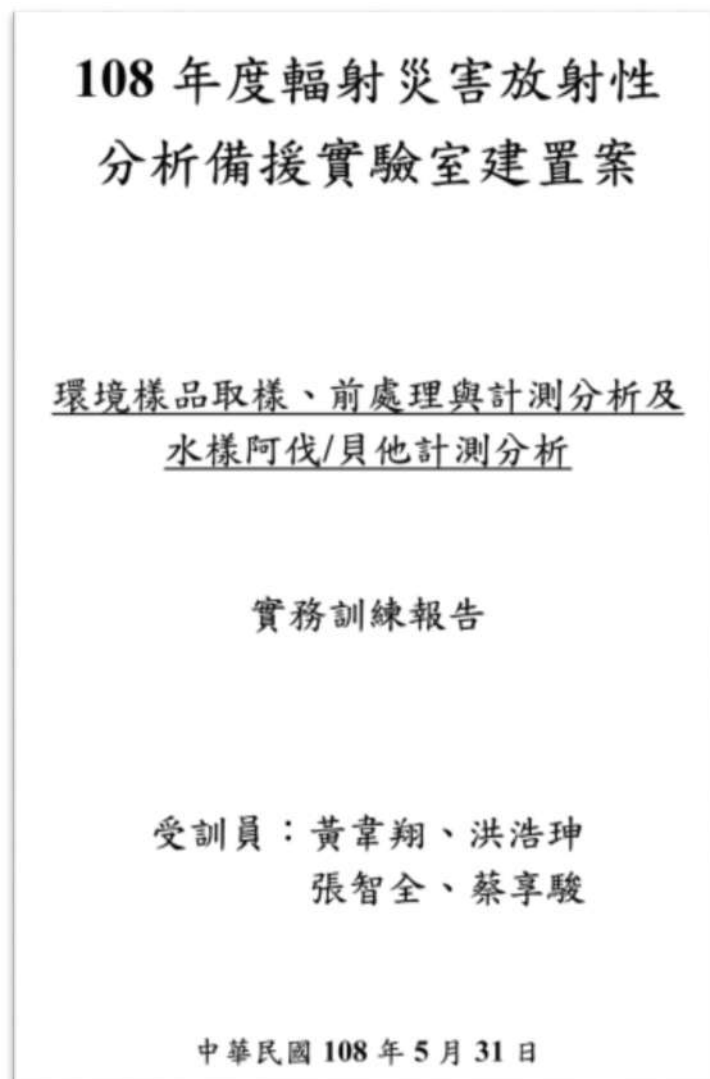 108 年度輻射災害放射性
分析備援實驗室建置案
環境樣品取樣、前處理與計測分析及
水樣阿伐/貝他計測分析
實務訓練報告
受訓員：黃韋翔、洪浩珅
張智全、蔡享駿
中華民國 108 年 5 月 31 日